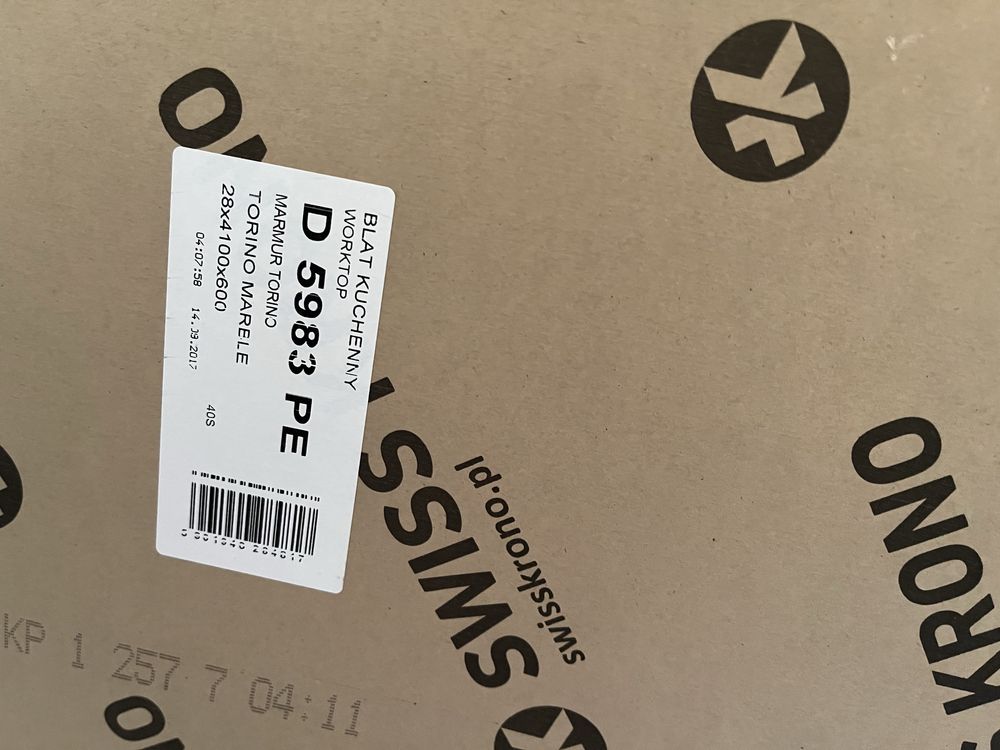 BLAT KUCHENNY
WORKTOP
D 5983 PE
MARMUR TORINO
TORINO MARBLE
28x4100x600
04:07:58 14.09.2017 40S
SWISS
swisskrono.pl
KRONO
KP 1 257 7 04:11